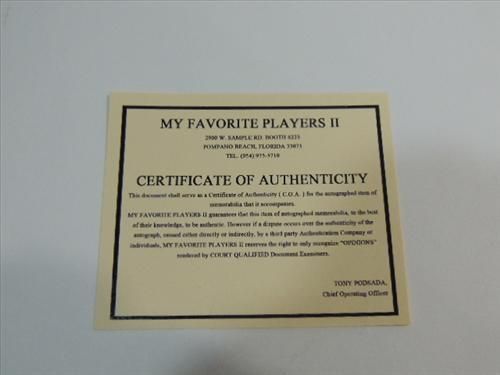 MY FAVORITE PLAYERS II
2900 W. SAMPLE RD. BOOTH 6223
POMPANO BEACH, FLORIDA 33073
TEL. (954) 975-5710
CERTIFICATE OF AUTHENTICITY
This document shall serve as a Certificate of Authenticity ( C.O.A. ) for the autographed item of
memorabilia that it accompanies.
MY FAVORITE PLAYERS II guarantees that this item of autographed memorabilia, to the best
of their knowledge, to be authentic. However if a dispute occurs over the authenticity of the
autograph, caused either directly or indirectly, by a third party Authentication Company or
individuals, MY FAVORITE PLAYERS II reserves the right to only recognize "OPINIONS"
rendered by COURT QUALIFIED Document Examiners.
TONY PODSADA,
Chief Operating Officer